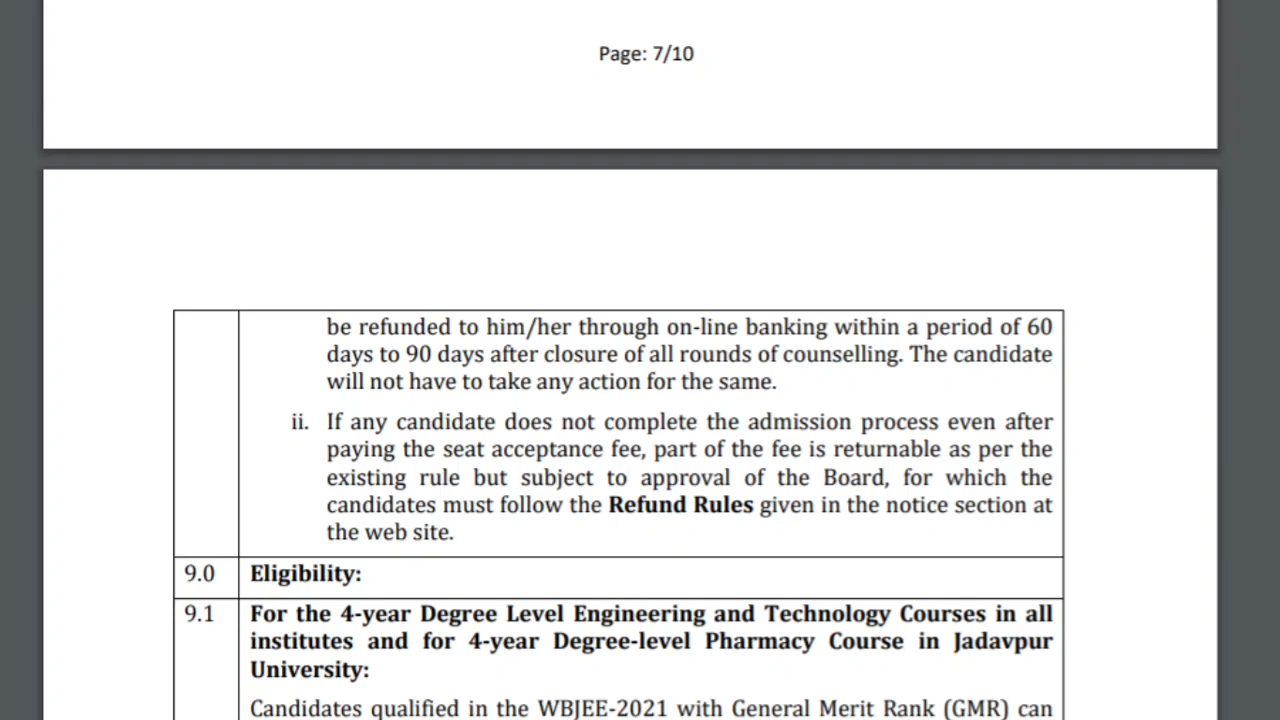 Page: 7/10
be refunded to him/her through on-line banking within a period of 60
days to 90 days after closure of all rounds of counselling. The candidate
will not have to take any action for the same.
ii. If any candidate does not complete the admission process even after
paying the seat acceptance fee, part of the fee is returnable as per the
existing rule but subject to approval of the Board, for which the
candidates must follow the Refund Rules given in the notice section at
the web site.
9.0 Eligibility:
9.1 For the 4-year Degree Level Engineering and Technology Courses in all
institutes and for 4-year Degree-level Pharmacy Course in Jadavpur
University:
Candidates qualified in the WBJEE-2021 with General Merit Rank (GMR) can